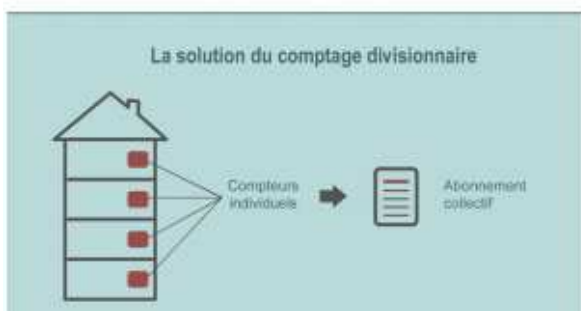 La solution du comptage divisionnaire
Compteurs
individuels
Abonnement
collectif